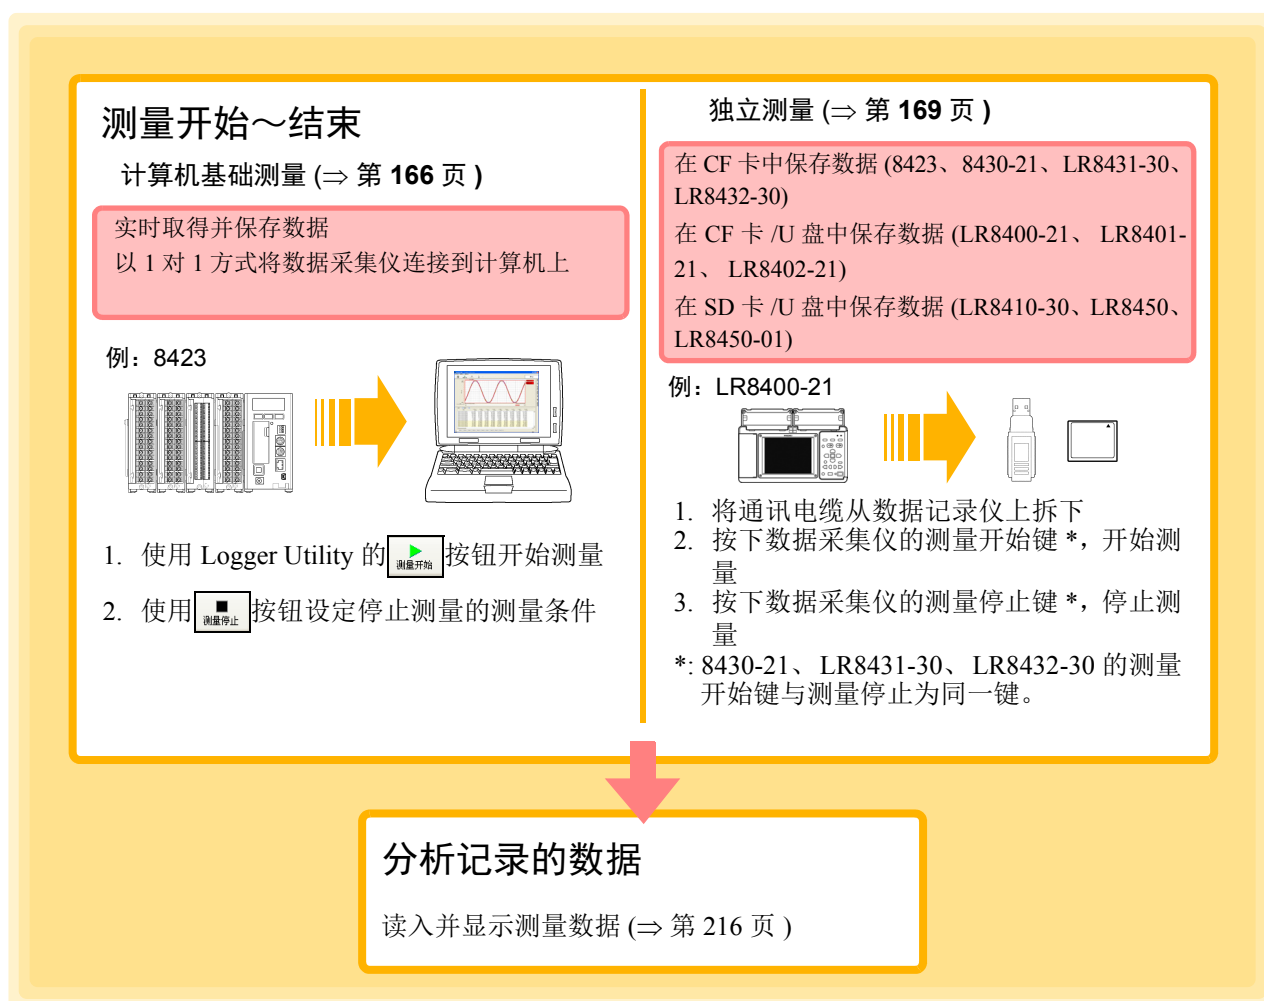 测量开始～结束
计算机基础测量 (⇒ 第 166 页 )
实时取得并保存数据
以 1 对 1 方式将数据采集仪连接到计算机上
例：8423
1. 使用 Logger Utility 的 测量开始 按钮开始测量
2. 使用 测量停止 按钮设定停止测量的测量条件
独立测量 (⇒ 第 169 页 )
在 CF 卡中保存数据 (8423、8430-21、LR8431-30、
LR8432-30)
在 CF 卡 /U 盘中保存数据 (LR8400-21、 LR8401-
21、 LR8402-21)
在 SD 卡 /U 盘中保存数据 (LR8410-30、LR8450、
LR8450-01)
例：LR8400-21
1. 将通讯电缆从数据记录仪上拆下
2. 按下数据采集仪的测量开始键 *，开始测
量
3. 按下数据采集仪的测量停止键 *，停止测
量
*: 8430-21、 LR8431-30、 LR8432-30 的测量
开始键与测量停止为同一键。
分析记录的数据
读入并显示测量数据 (⇒ 第 216 页 )